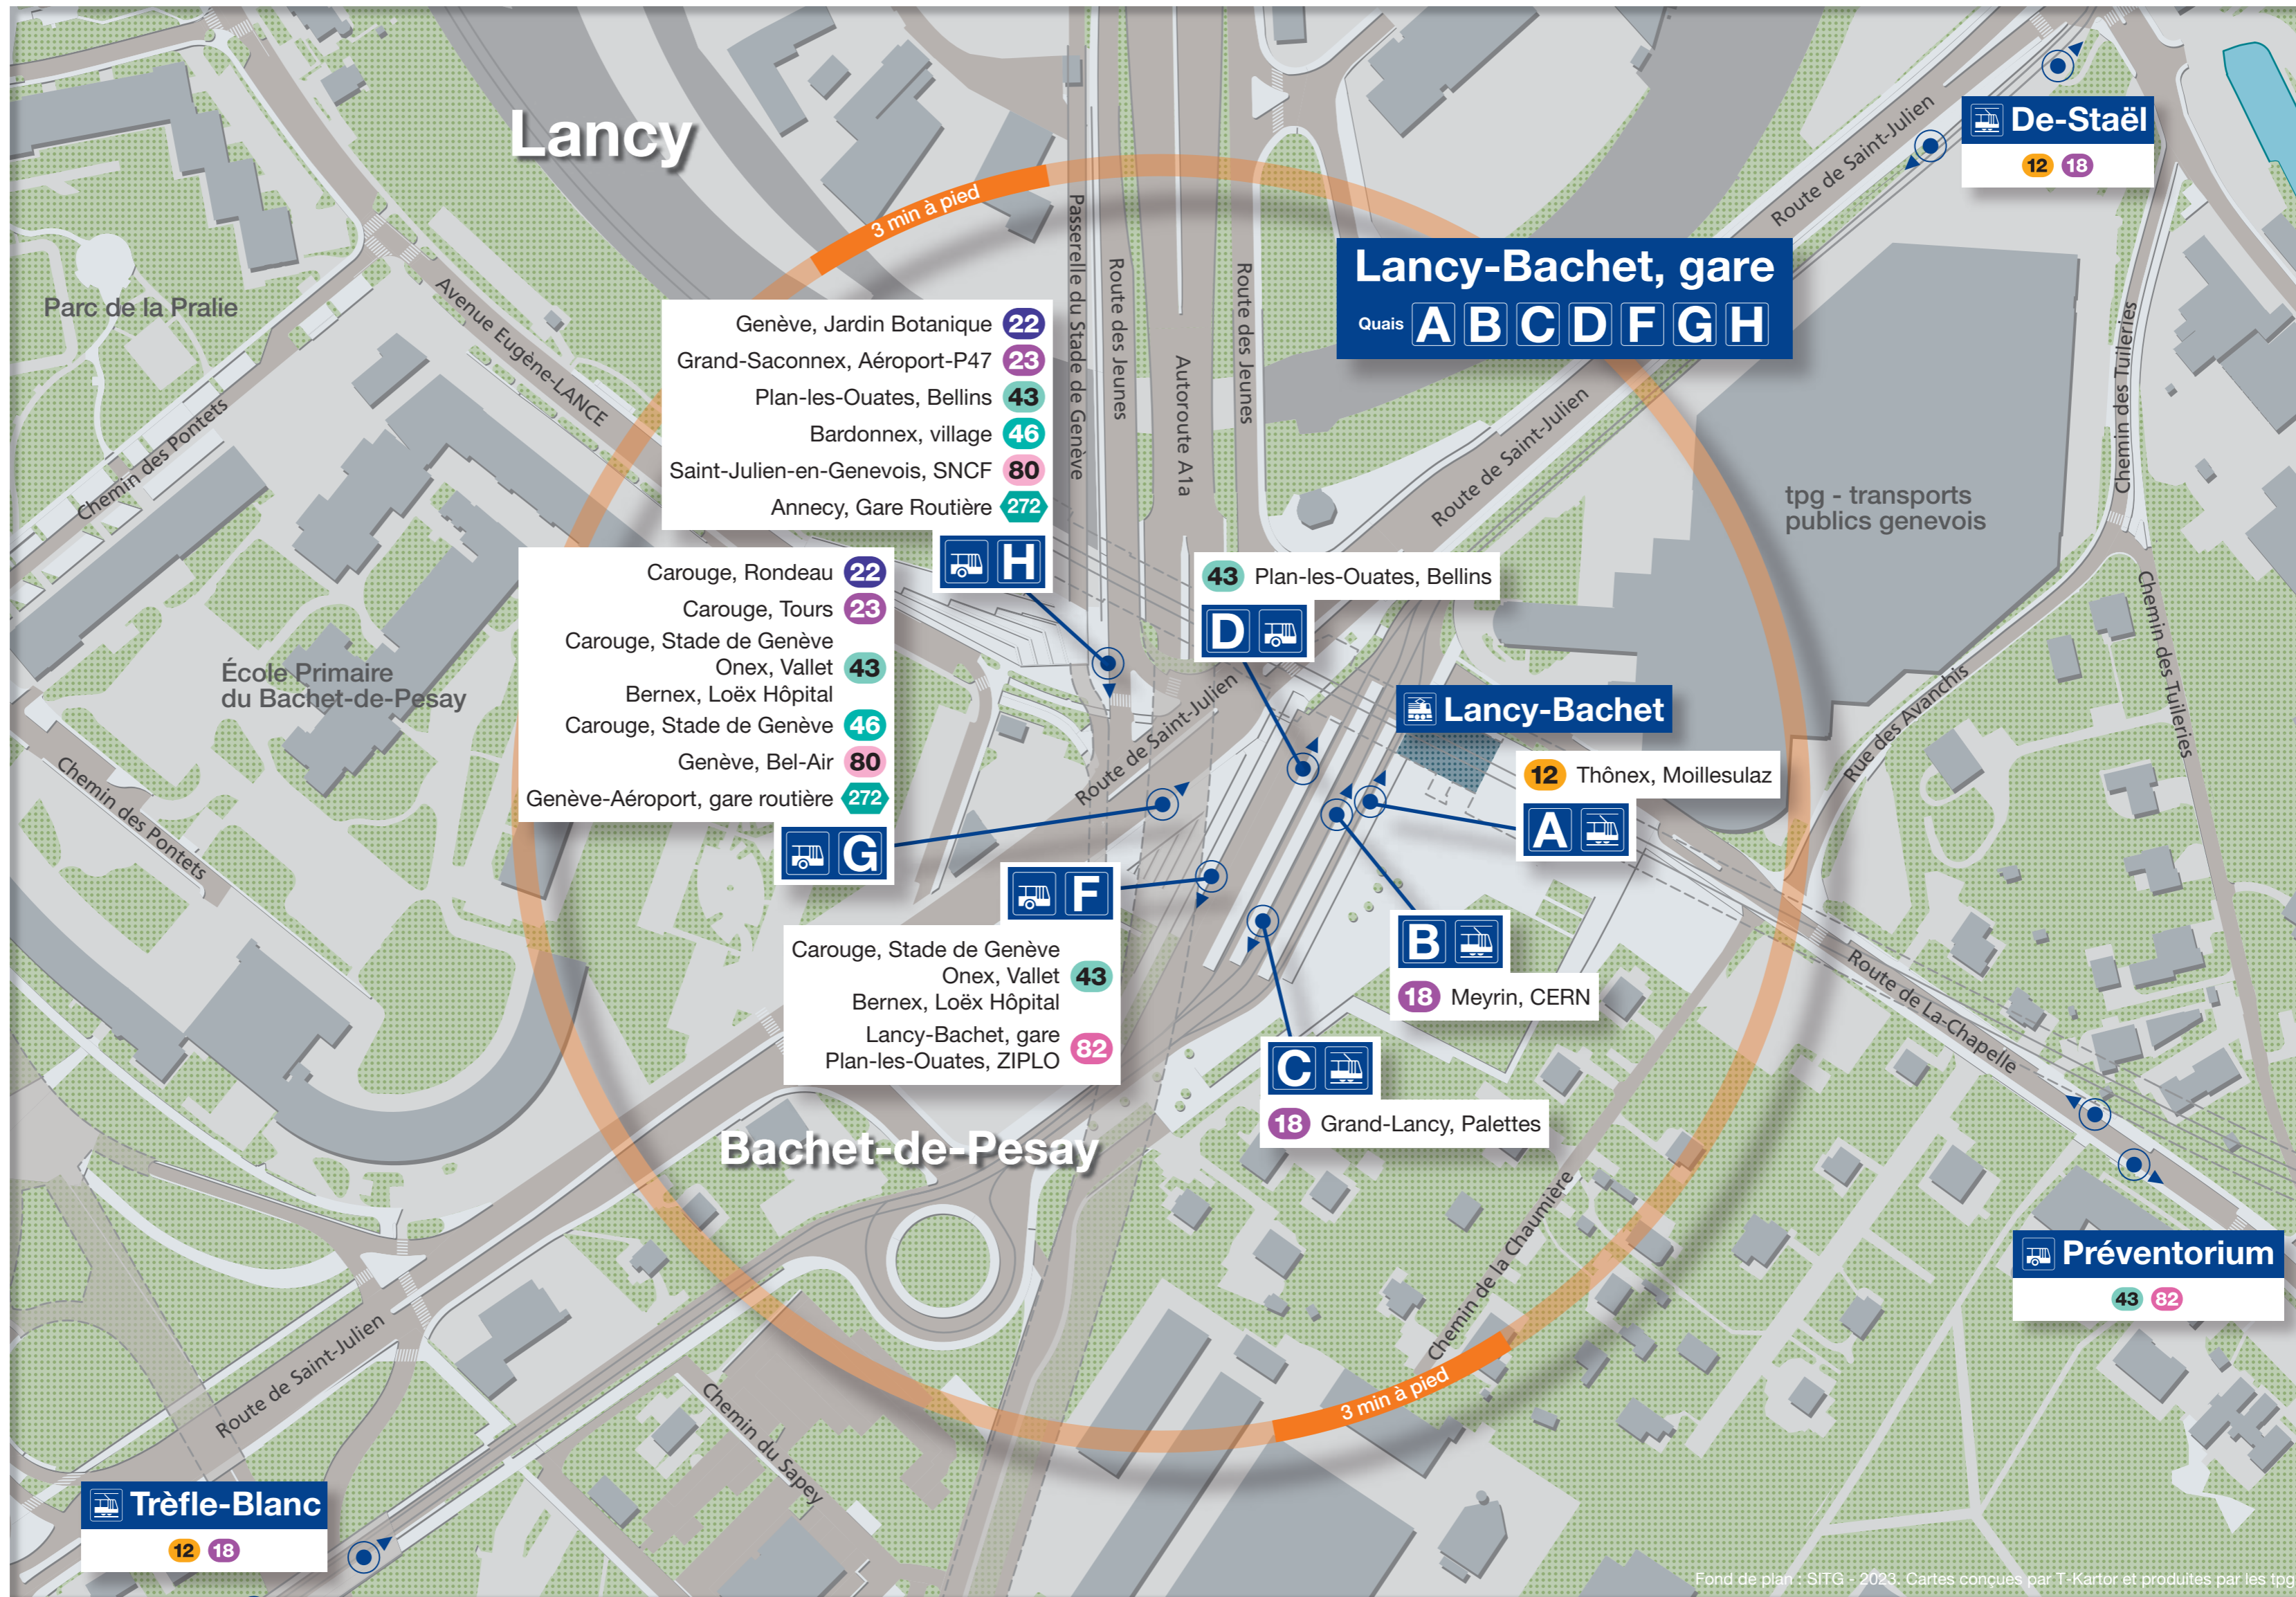 Lancy
De-Staël
12 18
3 min à pied
Passerelle du Stade de Genève
Route des Jeunes
Autoroute A1a
Route des Jeunes
Route de Saint-Julien
Lancy-Bachet, gare
Quais A B C D F G H
Parc de la Pralie
Avenue Eugène-LANCE
Chemin des Pontets
Genève, Jardin Botanique 22
Grand-Saconnex, Aéroport-P47 23
Plan-les-Ouates, Bellins 43
Bardonnex, village 46
Saint-Julien-en-Genevois, SNCF 80
Annecy, Gare Routière 272
H
Route de Saint-Julien
Chemin des Tuileries
tpg - transports
publics genevois
Carouge, Rondeau 22
Carouge, Tours 23
Carouge, Stade de Genève
Onex, Vallet 43
Bernex, Loëx Hôpital
Carouge, Stade de Genève 46
Genève, Bel-Air 80
Genève-Aéroport, gare routière 272
G
43 Plan-les-Ouates, Bellins
D
École Primaire
du Bachet-de-Pesay
Chemin des Pontets
Route de Saint-Julien
Lancy-Bachet
12 Thônex, Moillesulaz
A
Rue des Avanchis
Chemin des Tuileries
F
Carouge, Stade de Genève
Onex, Vallet 43
Bernex, Loëx Hôpital
Lancy-Bachet, gare
Plan-les-Ouates, ZIPLO 82
B
18 Meyrin, CERN
C
18 Grand-Lancy, Palettes
Route de La-Chapelle
Bachet-de-Pesay
Chemin de la Chaumière
Préventorium
43 82
Route de Saint-Julien
3 min à pied
Chemin du Sapey
Trèfle-Blanc
12 18
Fond de plan : SITG - 2023. Cartes conçues par T-Kartor et produites par les tpg